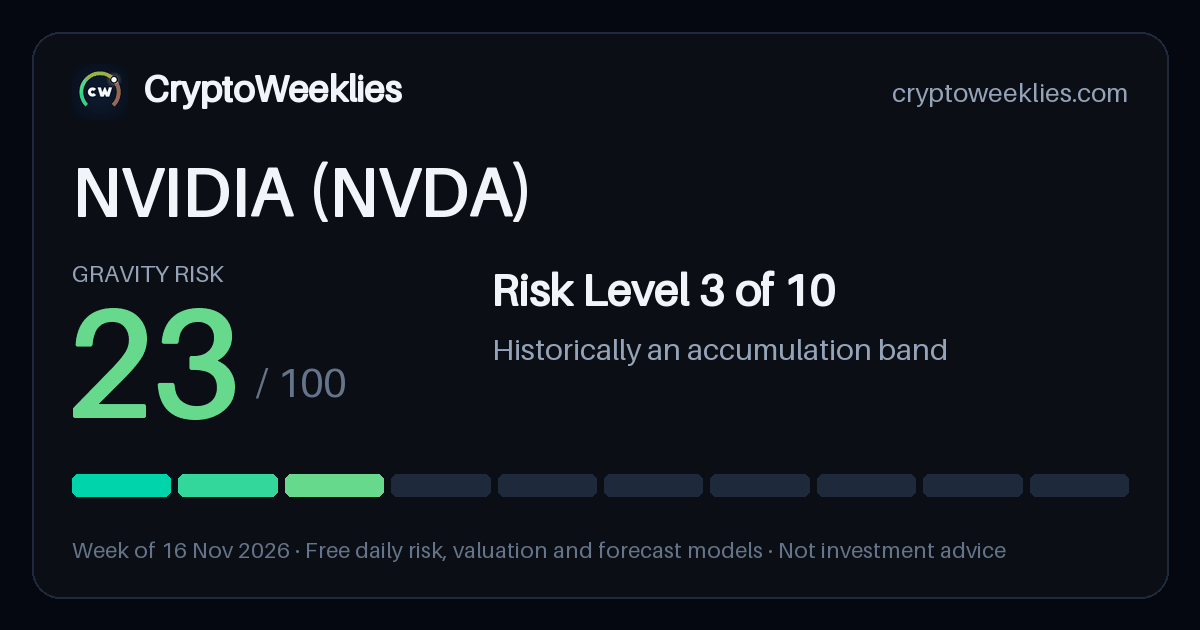 CW
CryptoWeeklies
cryptoweeklies.com
NVIDIA (NVDA)
GRAVITY RISK
23 / 100
Risk Level 3 of 10
Historically an accumulation band
Week of 16 Nov 2026 · Free daily risk, valuation and forecast models · Not investment advice